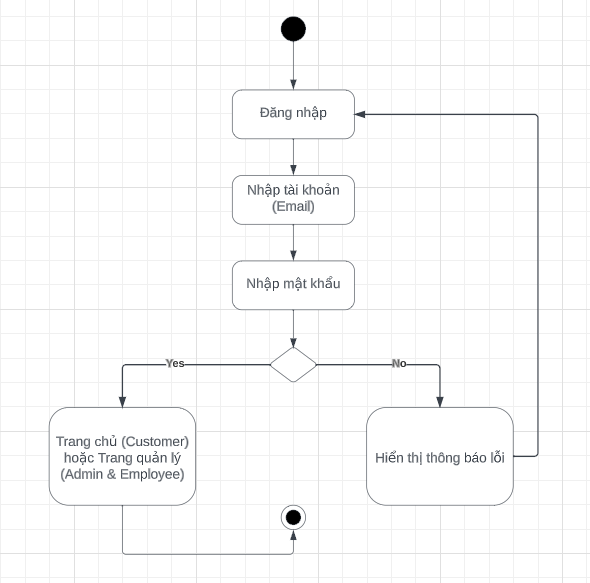 Đăng nhập
Nhập tài khoản
(Email)
Nhập mật khẩu
Yes
No
Trang chủ (Customer)
hoặc Trang quản lý
(Admin & Employee)
Hiển thị thông báo lỗi